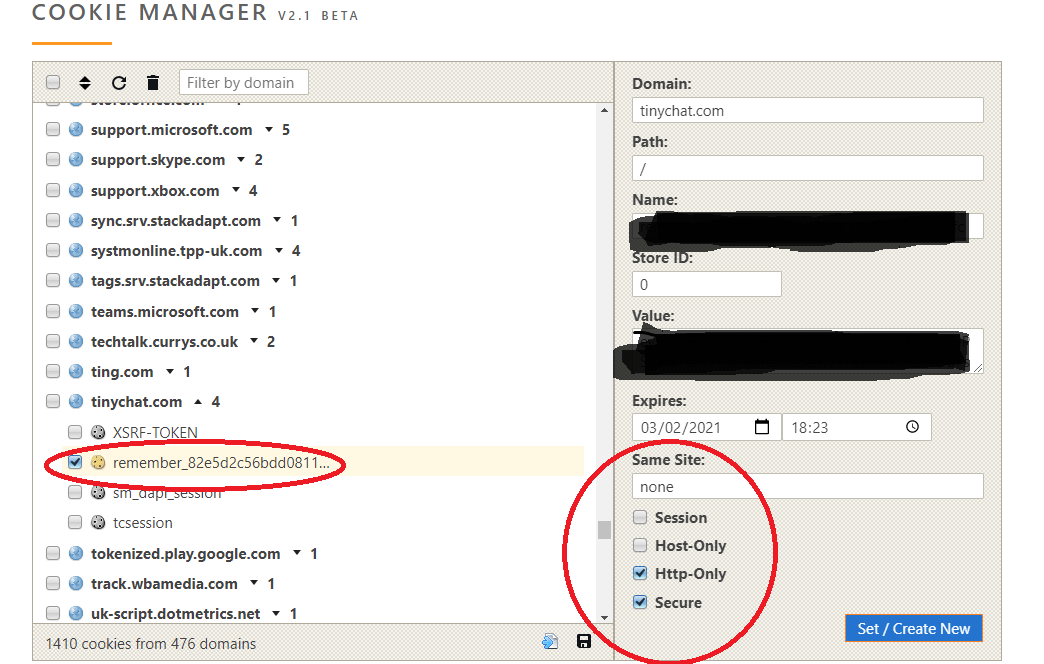 COOKIE MANAGER V2.1 BETA
Filter by domain
support.microsoft.com 5
support.skype.com 2
support.xbox.com 4
sync.srv.stackadapt.com 1
systmonline.tpp-uk.com 4
tags.srv.stackadapt.com 1
teams.microsoft.com 1
techtalk.currys.co.uk 2
ting.com 1
tinychat.com 4
XSRF-TOKEN
remember_82e5d2c56bdd0811...
sm_dapi_session
tcsession
tokenized.play.google.com 1
track.wbamedia.com 1
uk-script.dotmetrics.net 1
1410 cookies from 476 domains
Domain:
tinychat.com
Path:
/
Name:
Store ID:
0
Value:
Expires:
03/02/2021 18:23
Same Site:
none
Session
Host-Only
Http-Only
Secure
Set / Create New